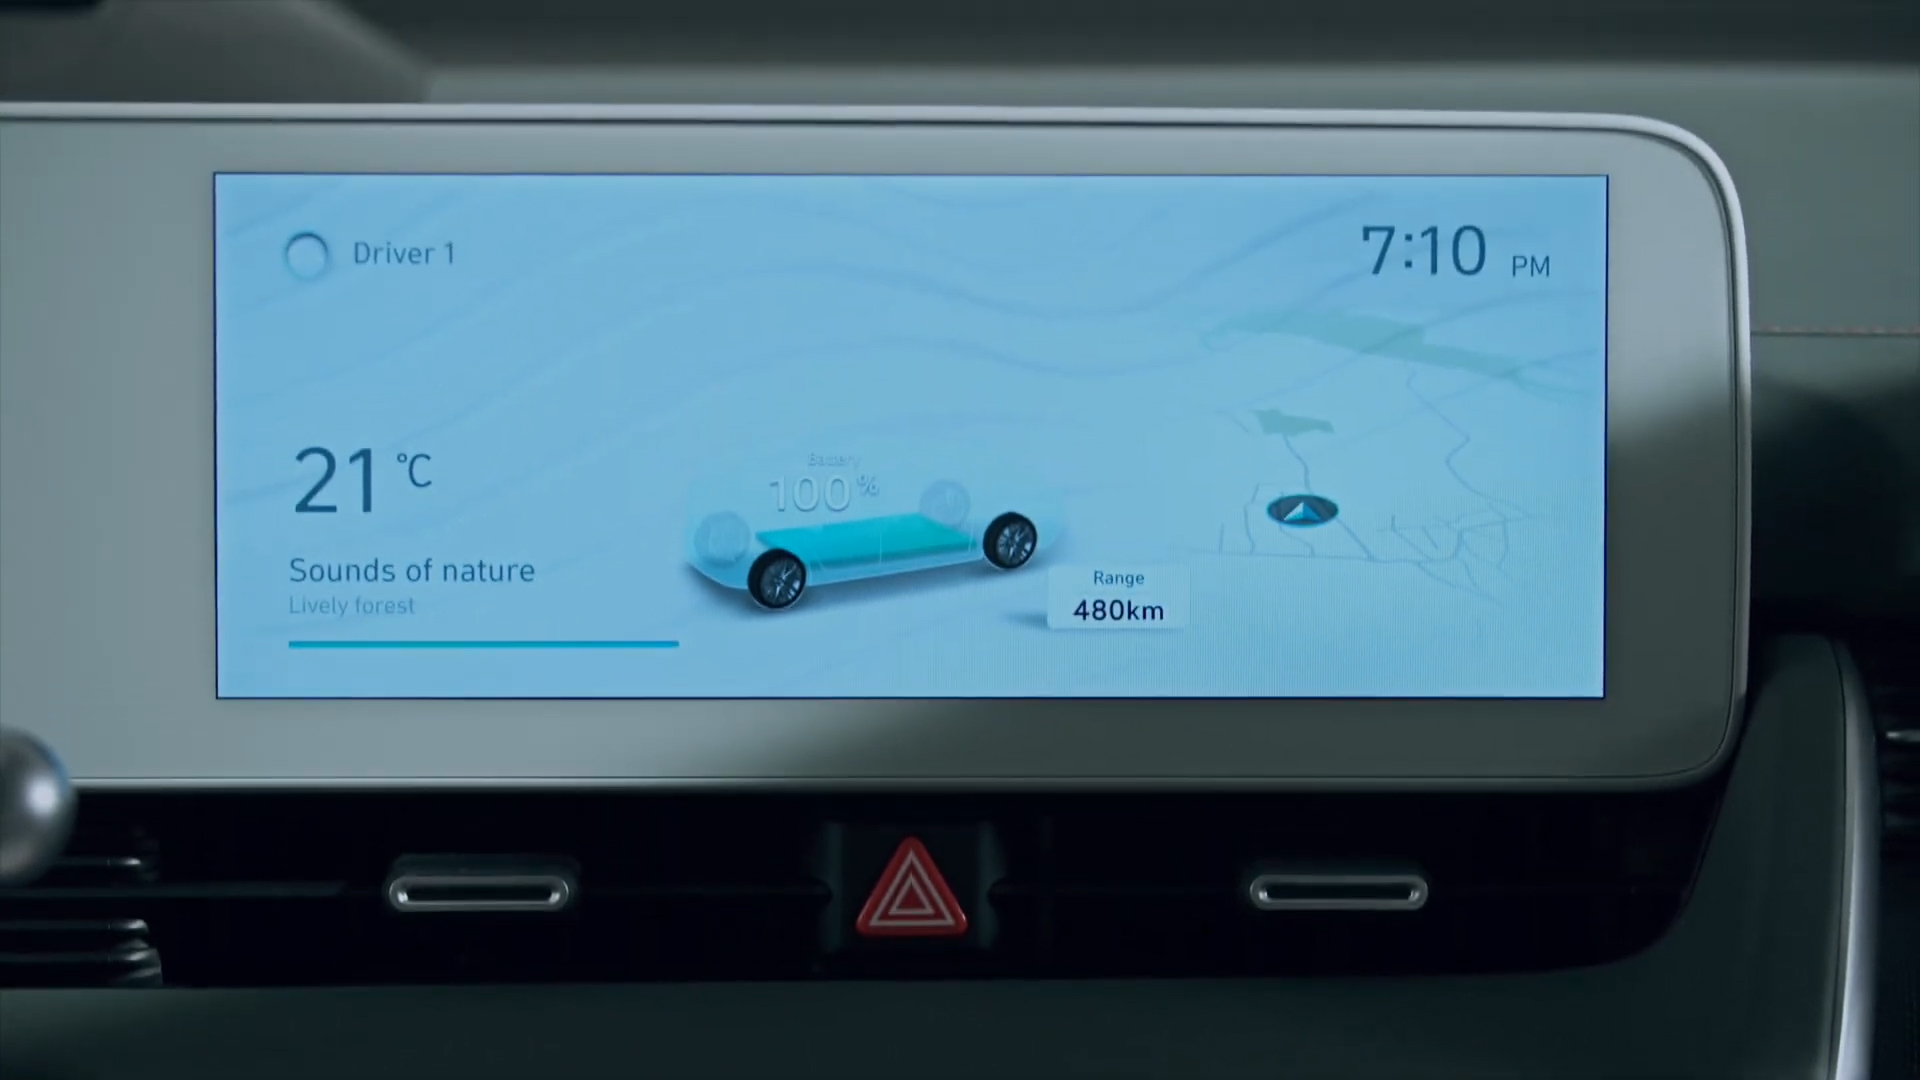 Driver 1
7:10 PM
21 °C
Battery
100%
Sounds of nature
Lively forest
Range
480km